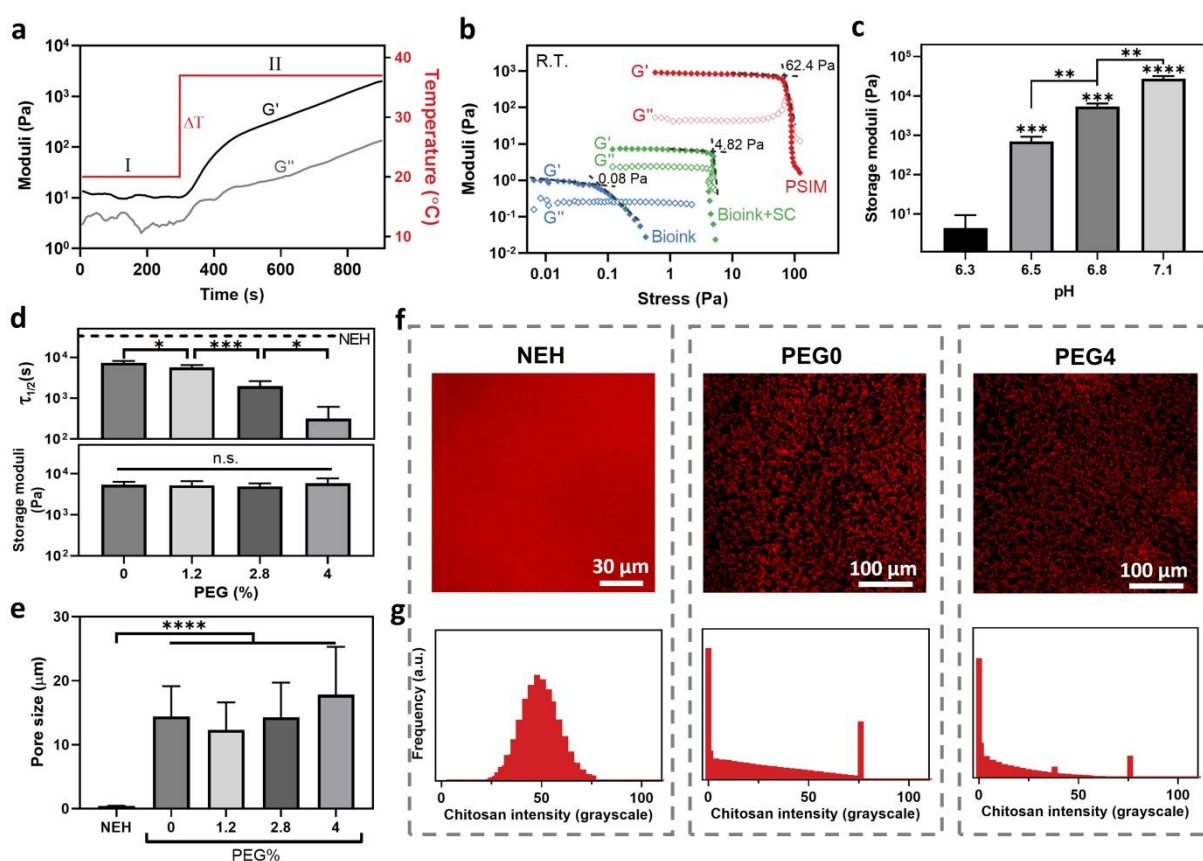 a
10⁴
10³
10²
10¹
10⁰
Moduli (Pa)
I
II
ΔT
G'
G"
40
30
20
10
Temperature (°C)
0 200 400 600 800
Time (s)
b
R.T.
10³
10²
10¹
10⁰
10⁻¹
10⁻²
Moduli (Pa)
G'
62.4 Pa
G"
G'
G"
4.82 Pa
G'
0.08 Pa
PSIM
G"
Bioink+SC
Bioink
0.01 0.1 1 10 100
Stress (Pa)
c
10⁵
10³
10¹
Storage moduli (Pa)
**
**
****
***
***
6.3 6.5 6.8 7.1
pH
d
NEH
* *** *
10⁴
10³
10²
τ1/2(s)
n.s.
10⁴
10³
10²
Storage moduli
(Pa)
0 1.2 2.8 4
PEG (%)
e
****
30
20
10
0
Pore size (μm)
NEH 0 1.2 2.8 4
PEG%
f
NEH
30 μm
PEG0
100 μm
PEG4
100 μm
g
Frequency (a.u.)
0 50 100
Chitosan intensity (grayscale)
0 50 100
Chitosan intensity (grayscale)
0 50 100
Chitosan intensity (grayscale)